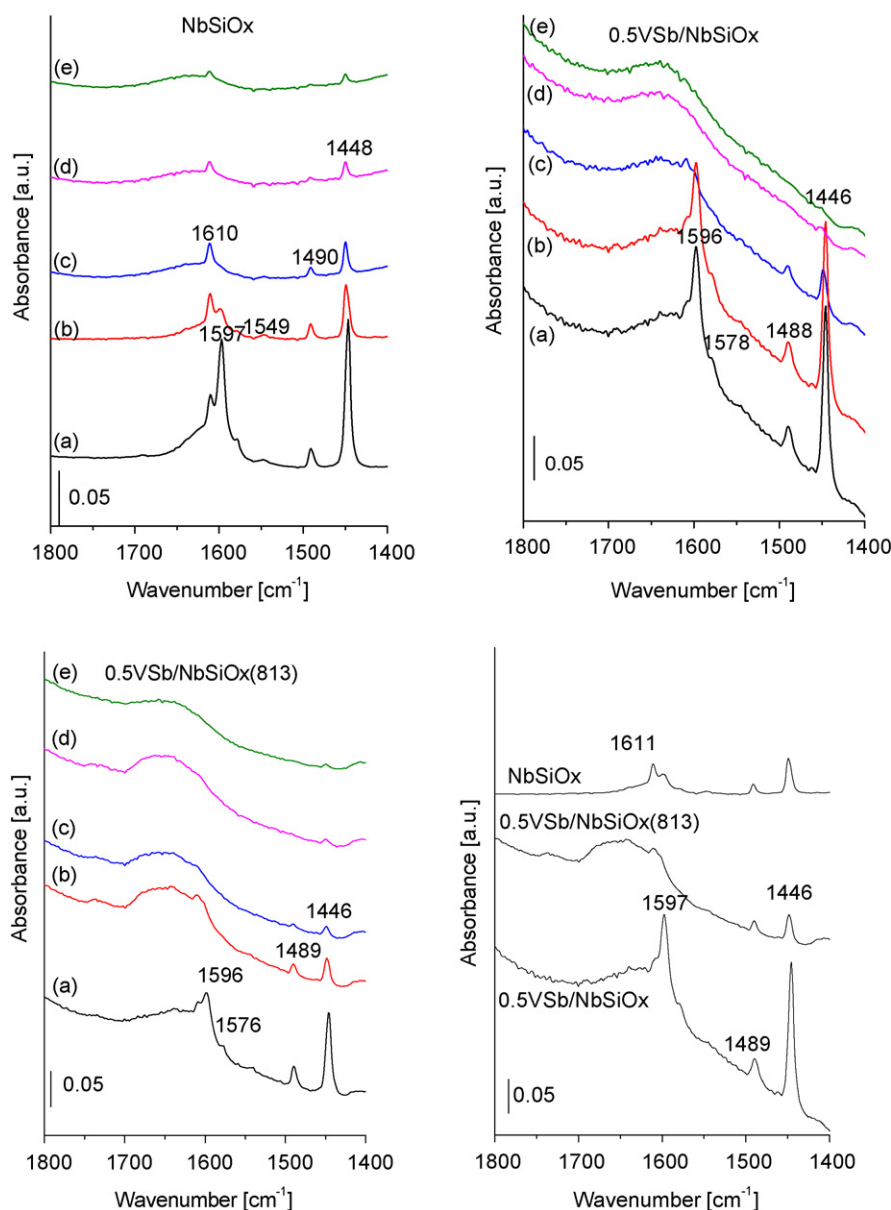 NbSiOx
(e)
(d)
1448
1610
(c)
1490
(b)
1597
1549
(a)
0.05
Absorbance [a.u.]
1800 1700 1600 1500 1400
Wavenumber [cm⁻¹]
(e)
0.5VSb/NbSiOx
(d)
(c)
1446
(b)
1596
1578
1488
(a)
0.05
Absorbance [a.u.]
1800 1700 1600 1500 1400
Wavenumber [cm⁻¹]
(e)
0.5VSb/NbSiOx(813)
(d)
(c)
(b)
1446
1489
(a)
1596
1576
0.05
Absorbance [a.u.]
1800 1700 1600 1500 1400
Wavenumber [cm⁻¹]
1611
NbSiOx
0.5VSb/NbSiOx(813)
1597
1446
0.5VSb/NbSiOx
1489
0.05
Absorbance [a.u.]
1800 1700 1600 1500 1400
Wavenumber [cm⁻¹]